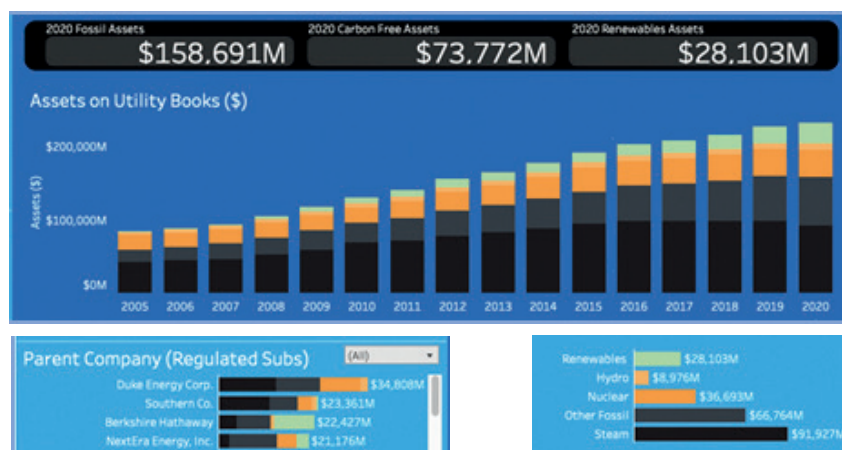 2020 Fossil Assets
$158,691M
2020 Carbon Free Assets
$73,772M
2020 Renewables Assets
$28,103M
Assets on Utility Books ($)
Assets ($)
$200,000M
$100,000M
$0M
2005 2006 2007 2008 2009 2010 2011 2012 2013 2014 2015 2016 2017 2018 2019 2020
Parent Company (Regulated Subs)
(All)
Duke Energy Corp. $34,808M
Southern Co. $23,361M
Berkshire Hathaway $22,427M
NextEra Energy, Inc. $21,176M
Renewables $28,103M
Hydro $8,976M
Nuclear $36,693M
Other Fossil $66,764M
Steam $91,927M